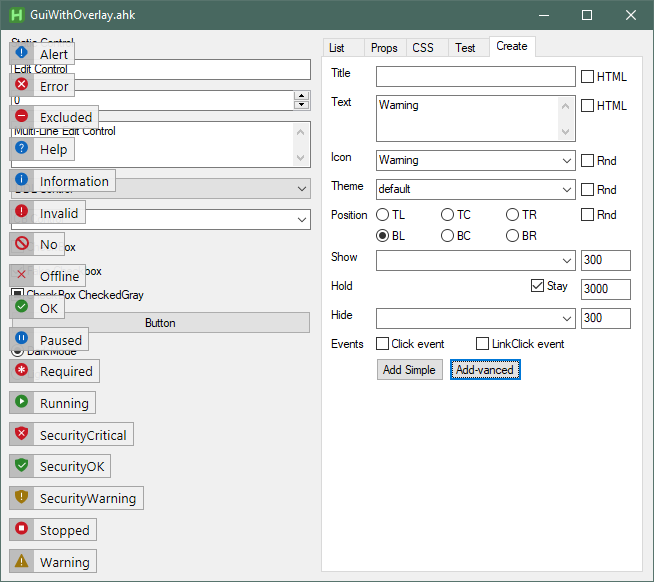 GuiWithOverlay.ahk
Static Control
Alert
Edit Control
Error
0
Excluded
Multi-Line Edit Control
Help
Information
Invalid
No
Offline
CheckBox CheckedGray
OK
Button
Paused
DarkMode
Required
Running
SecurityCritical
SecurityOK
SecurityWarning
Stopped
Warning
List Props CSS Test Create
Title HTML
Text Warning HTML
Icon Warning Rnd
Theme default Rnd
Position TL TC TR Rnd
BL BC BR
Show 300
Hold Stay 3000
Hide 300
Events Click event LinkClick event
Add Simple Add-vanced